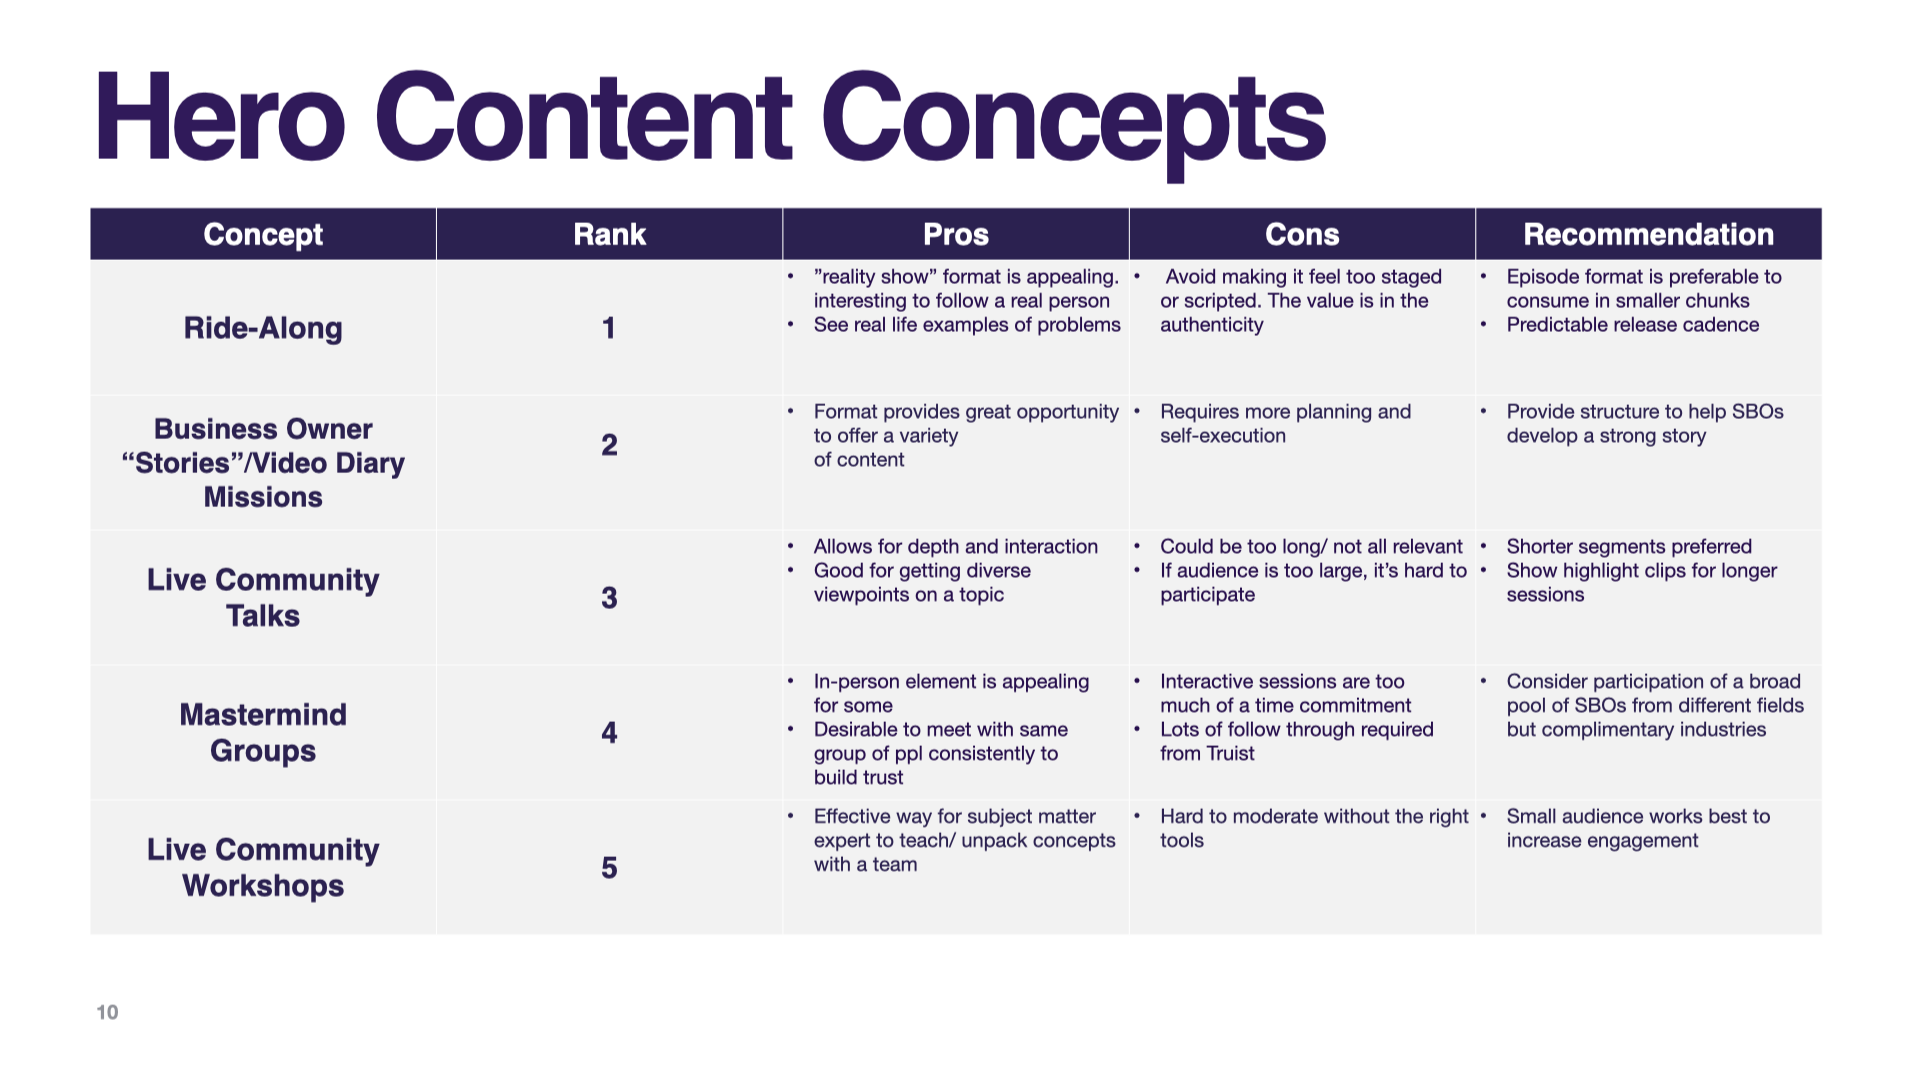 Hero Content Concepts
Concept
Rank
Pros
Cons
Recommendation
Ride-Along
1
• ”reality show” format is appealing.
interesting to follow a real person
• See real life examples of problems
• Avoid making it feel too staged
or scripted. The value is in the
authenticity
• Episode format is preferable to
consume in smaller chunks
• Predictable release cadence
Business Owner
“Stories”/Video Diary
Missions
2
• Format provides great opportunity
to offer a variety
of content
• Requires more planning and
self-execution
• Provide structure to help SBOs
develop a strong story
Live Community
Talks
3
• Allows for depth and interaction
• Good for getting diverse
viewpoints on a topic
• Could be too long/ not all relevant
• If audience is too large, it’s hard to
participate
• Shorter segments preferred
• Show highlight clips for longer
sessions
Mastermind
Groups
4
• In-person element is appealing
for some
• Desirable to meet with same
group of ppl consistently to
build trust
• Interactive sessions are too
much of a time commitment
• Lots of follow through required
from Truist
• Consider participation of a broad
pool of SBOs from different fields
but complimentary industries
Live Community
Workshops
5
• Effective way for subject matter
expert to teach/ unpack concepts
with a team
• Hard to moderate without the right
tools
• Small audience works best to
increase engagement
10